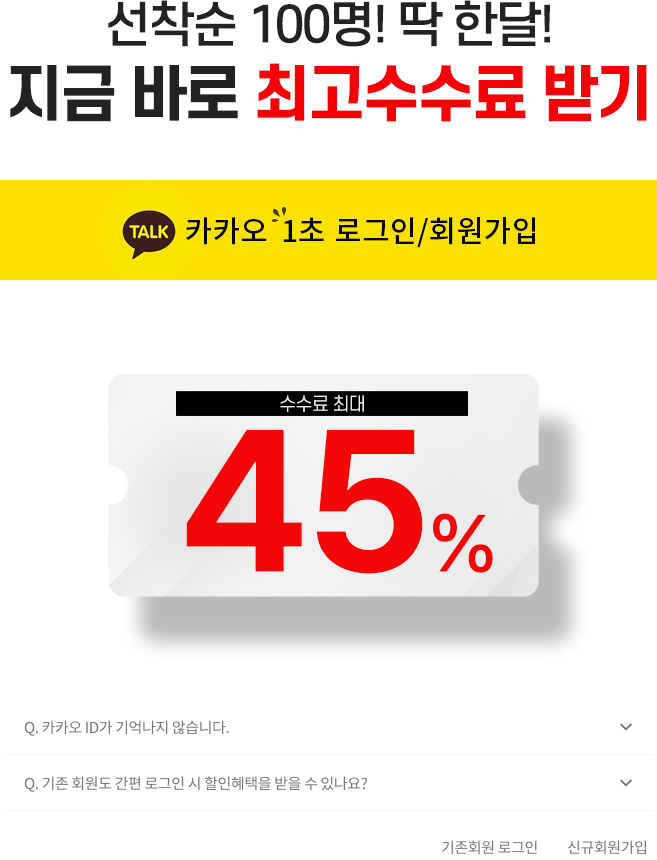 선착순 100명! 딱 한달!
지금 바로 최고수수료 받기
TALK 카카오 1초 로그인/회원가입
수수료 최대
45%
Q. 카카오 ID가 기억나지 않습니다.
Q. 기존 회원도 간편 로그인 시 할인혜택을 받을 수 있나요?
기존회원 로그인 신규회원가입